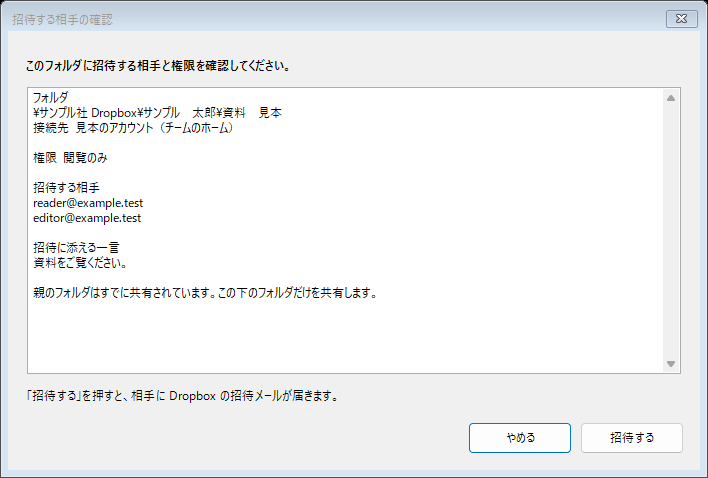 招待する相手の確認
このフォルダに招待する相手と権限を確認してください。
フォルダ
¥サンプル社 Dropbox¥サンプル　太郎¥資料　見本
接続先 見本のアカウント（チームのホーム）
権限 閲覧のみ
招待する相手
reader@example.test
editor@example.test
招待に添える一言
資料をご覧ください。
親のフォルダはすでに共有されています。この下のフォルダだけを共有します。
「招待する」を押すと、相手に Dropbox の招待メールが届きます。
やめる
招待する